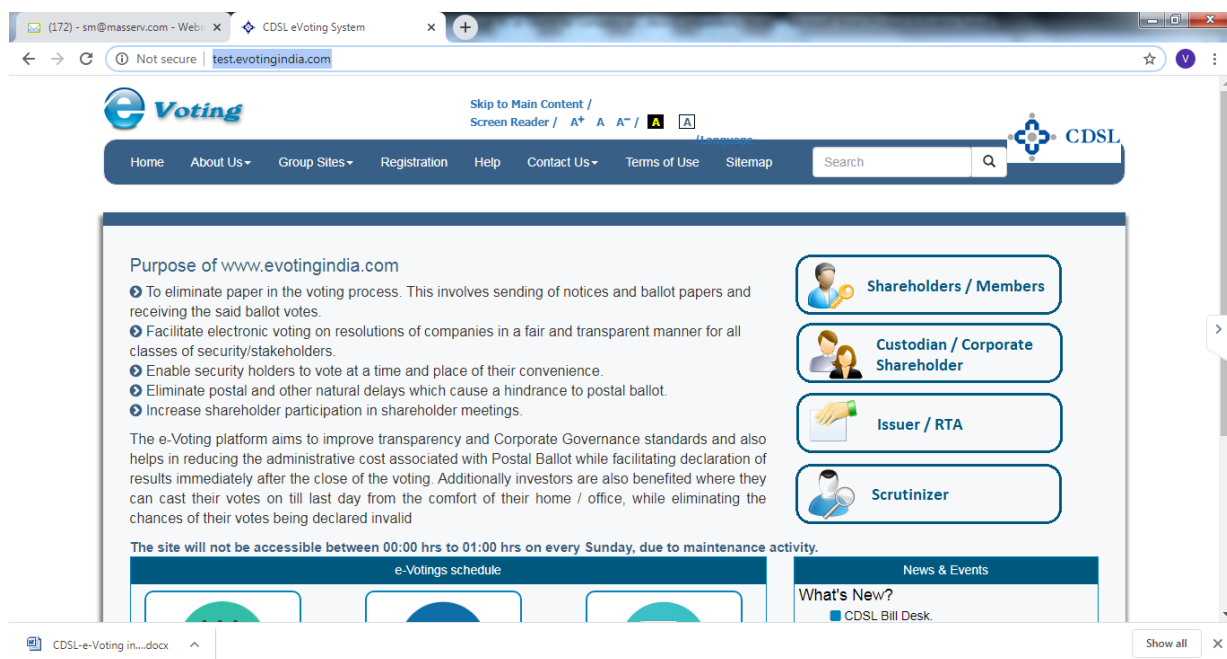 (172) - sm@masserv.com - Webm
CDSL eVoting System
Not secure | test.evotingindia.com
V
e Voting
Skip to Main Content /
Screen Reader / A+ A A- / A A
/Language
CDSL
Home About Us Group Sites Registration Help Contact Us Terms of Use Sitemap Search
Purpose of www.evotingindia.com
To eliminate paper in the voting process. This involves sending of notices and ballot papers and
receiving the said ballot votes.
Facilitate electronic voting on resolutions of companies in a fair and transparent manner for all
classes of security/stakeholders.
Enable security holders to vote at a time and place of their convenience.
Eliminate postal and other natural delays which cause a hindrance to postal ballot.
Increase shareholder participation in shareholder meetings.
The e-Voting platform aims to improve transparency and Corporate Governance standards and also
helps in reducing the administrative cost associated with Postal Ballot while facilitating declaration of
results immediately after the close of the voting. Additionally investors are also benefited where they
can cast their votes on till last day from the comfort of their home / office, while eliminating the
chances of their votes being declared invalid
Shareholders / Members
Custodian / Corporate
Shareholder
Issuer / RTA
Scrutinizer
The site will not be accessible between 00:00 hrs to 01:00 hrs on every Sunday, due to maintenance activity.
e-Votings schedule
News & Events
What's New?
CDSL Bill Desk.
CDSL-e-Voting in....docx
Show all